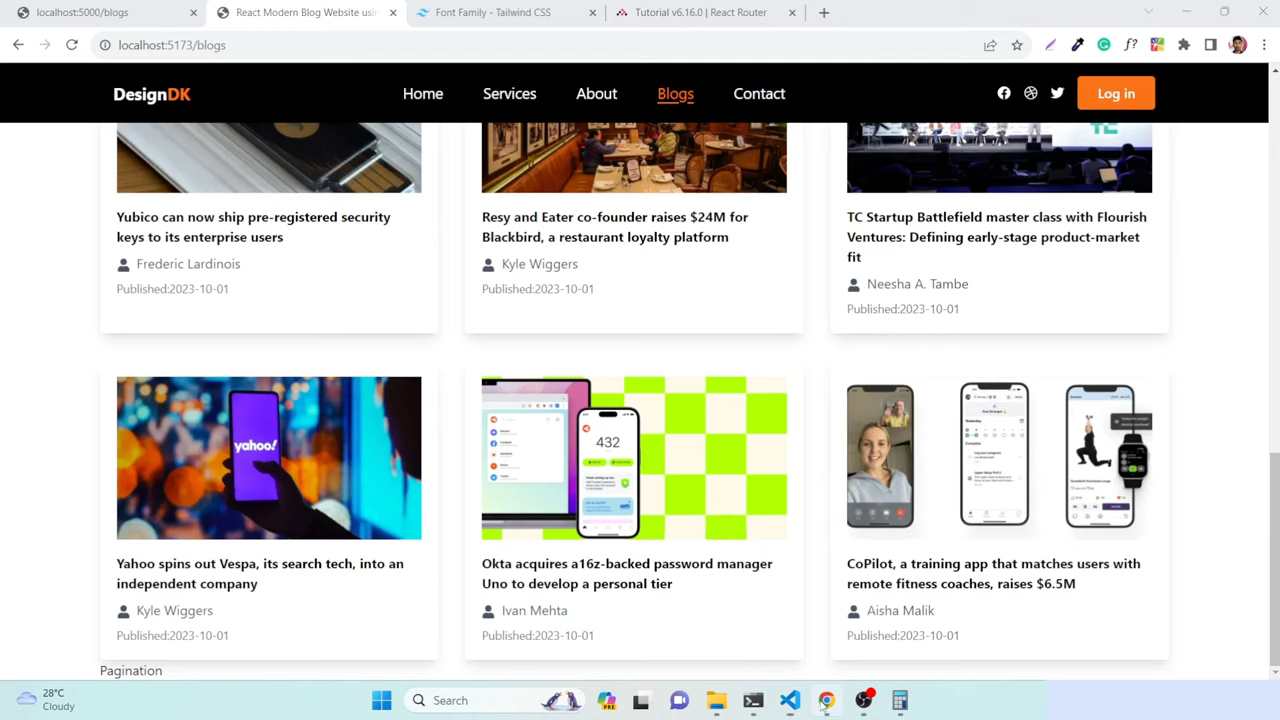 localhost:5173/blogs
React Modern Blog Website usin
Font Family - Tailwind CSS
Tutorial v6.16.0 | React Router
localhost:5173/blogs
f?
DesignDK
Home
Services
About
Blogs
Contact
Log in
TC
Yubico can now ship pre-registered security
keys to its enterprise users
Frederic Lardinois
Published:2023-10-01
Resy and Eater co-founder raises $24M for
Blackbird, a restaurant loyalty platform
Kyle Wiggers
Published:2023-10-01
TC Startup Battlefield master class with Flourish
Ventures: Defining early-stage product-market
fit
Neesha A. Tambe
Published:2023-10-01
yahoo!
432
Yahoo spins out Vespa, its search tech, into an
independent company
Kyle Wiggers
Published:2023-10-01
Okta acquires a16z-backed password manager
Uno to develop a personal tier
Ivan Mehta
Published:2023-10-01
CoPilot, a training app that matches users with
remote fitness coaches, raises $6.5M
Aisha Malik
Published:2023-10-01
Pagination
28°C
Cloudy
Search
PRE